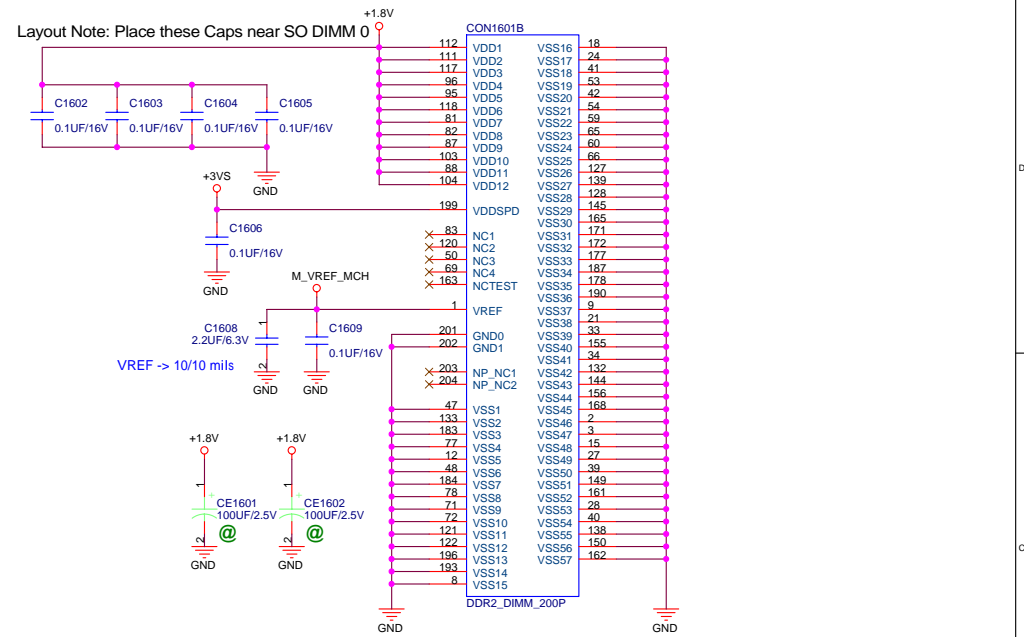 +1.8V
Layout Note: Place these Caps near SO DIMM 0
CON1601B
112 VDD1 VSS16 18
111 VDD2 VSS17 24
117 VDD3 VSS18 41
96 VDD4 VSS19 53
95 VDD5 VSS20 42
118 VDD6 VSS21 54
81 VDD7 VSS22 59
82 VDD8 VSS23 65
87 VDD9 VSS24 60
103 VDD10 VSS25 66
88 VDD11 VSS26 127
104 VDD12 VSS27 139
VSS28 128
199 VDDSPD VSS29 145
VSS30 165
83 NC1 VSS31 171
120 NC2 VSS32 172
50 NC3 VSS33 177
69 NC4 VSS34 187
163 NCTEST VSS35 178
VSS36 190
1 VREF VSS37 9
VSS38 21
201 GND0 VSS39 33
202 GND1 VSS40 155
VSS41 34
203 NP_NC1 VSS42 132
204 NP_NC2 VSS43 144
VSS44 156
47 VSS1 VSS45 168
133 VSS2 VSS46 2
183 VSS3 VSS47 3
77 VSS4 VSS48 15
12 VSS5 VSS49 27
48 VSS6 VSS50 39
184 VSS7 VSS51 149
78 VSS8 VSS52 161
71 VSS9 VSS53 28
72 VSS10 VSS54 40
121 VSS11 VSS55 138
122 VSS12 VSS56 150
196 VSS13 VSS57 162
193 VSS14
8 VSS15
DDR2_DIMM_200P
GND
GND
C1602 C1603 C1604 C1605
0.1UF/16V 0.1UF/16V 0.1UF/16V 0.1UF/16V
GND
+3VS
C1606
0.1UF/16V
GND
M_VREF_MCH
1
C1608 C1609
2.2UF/6.3V
0.1UF/16V
VREF -> 10/10 mils
2
GND GND
+1.8V +1.8V
1 1
+ +
CE1601 CE1602
100UF/2.5V 100UF/2.5V
@ @
2 2
GND GND
D
C